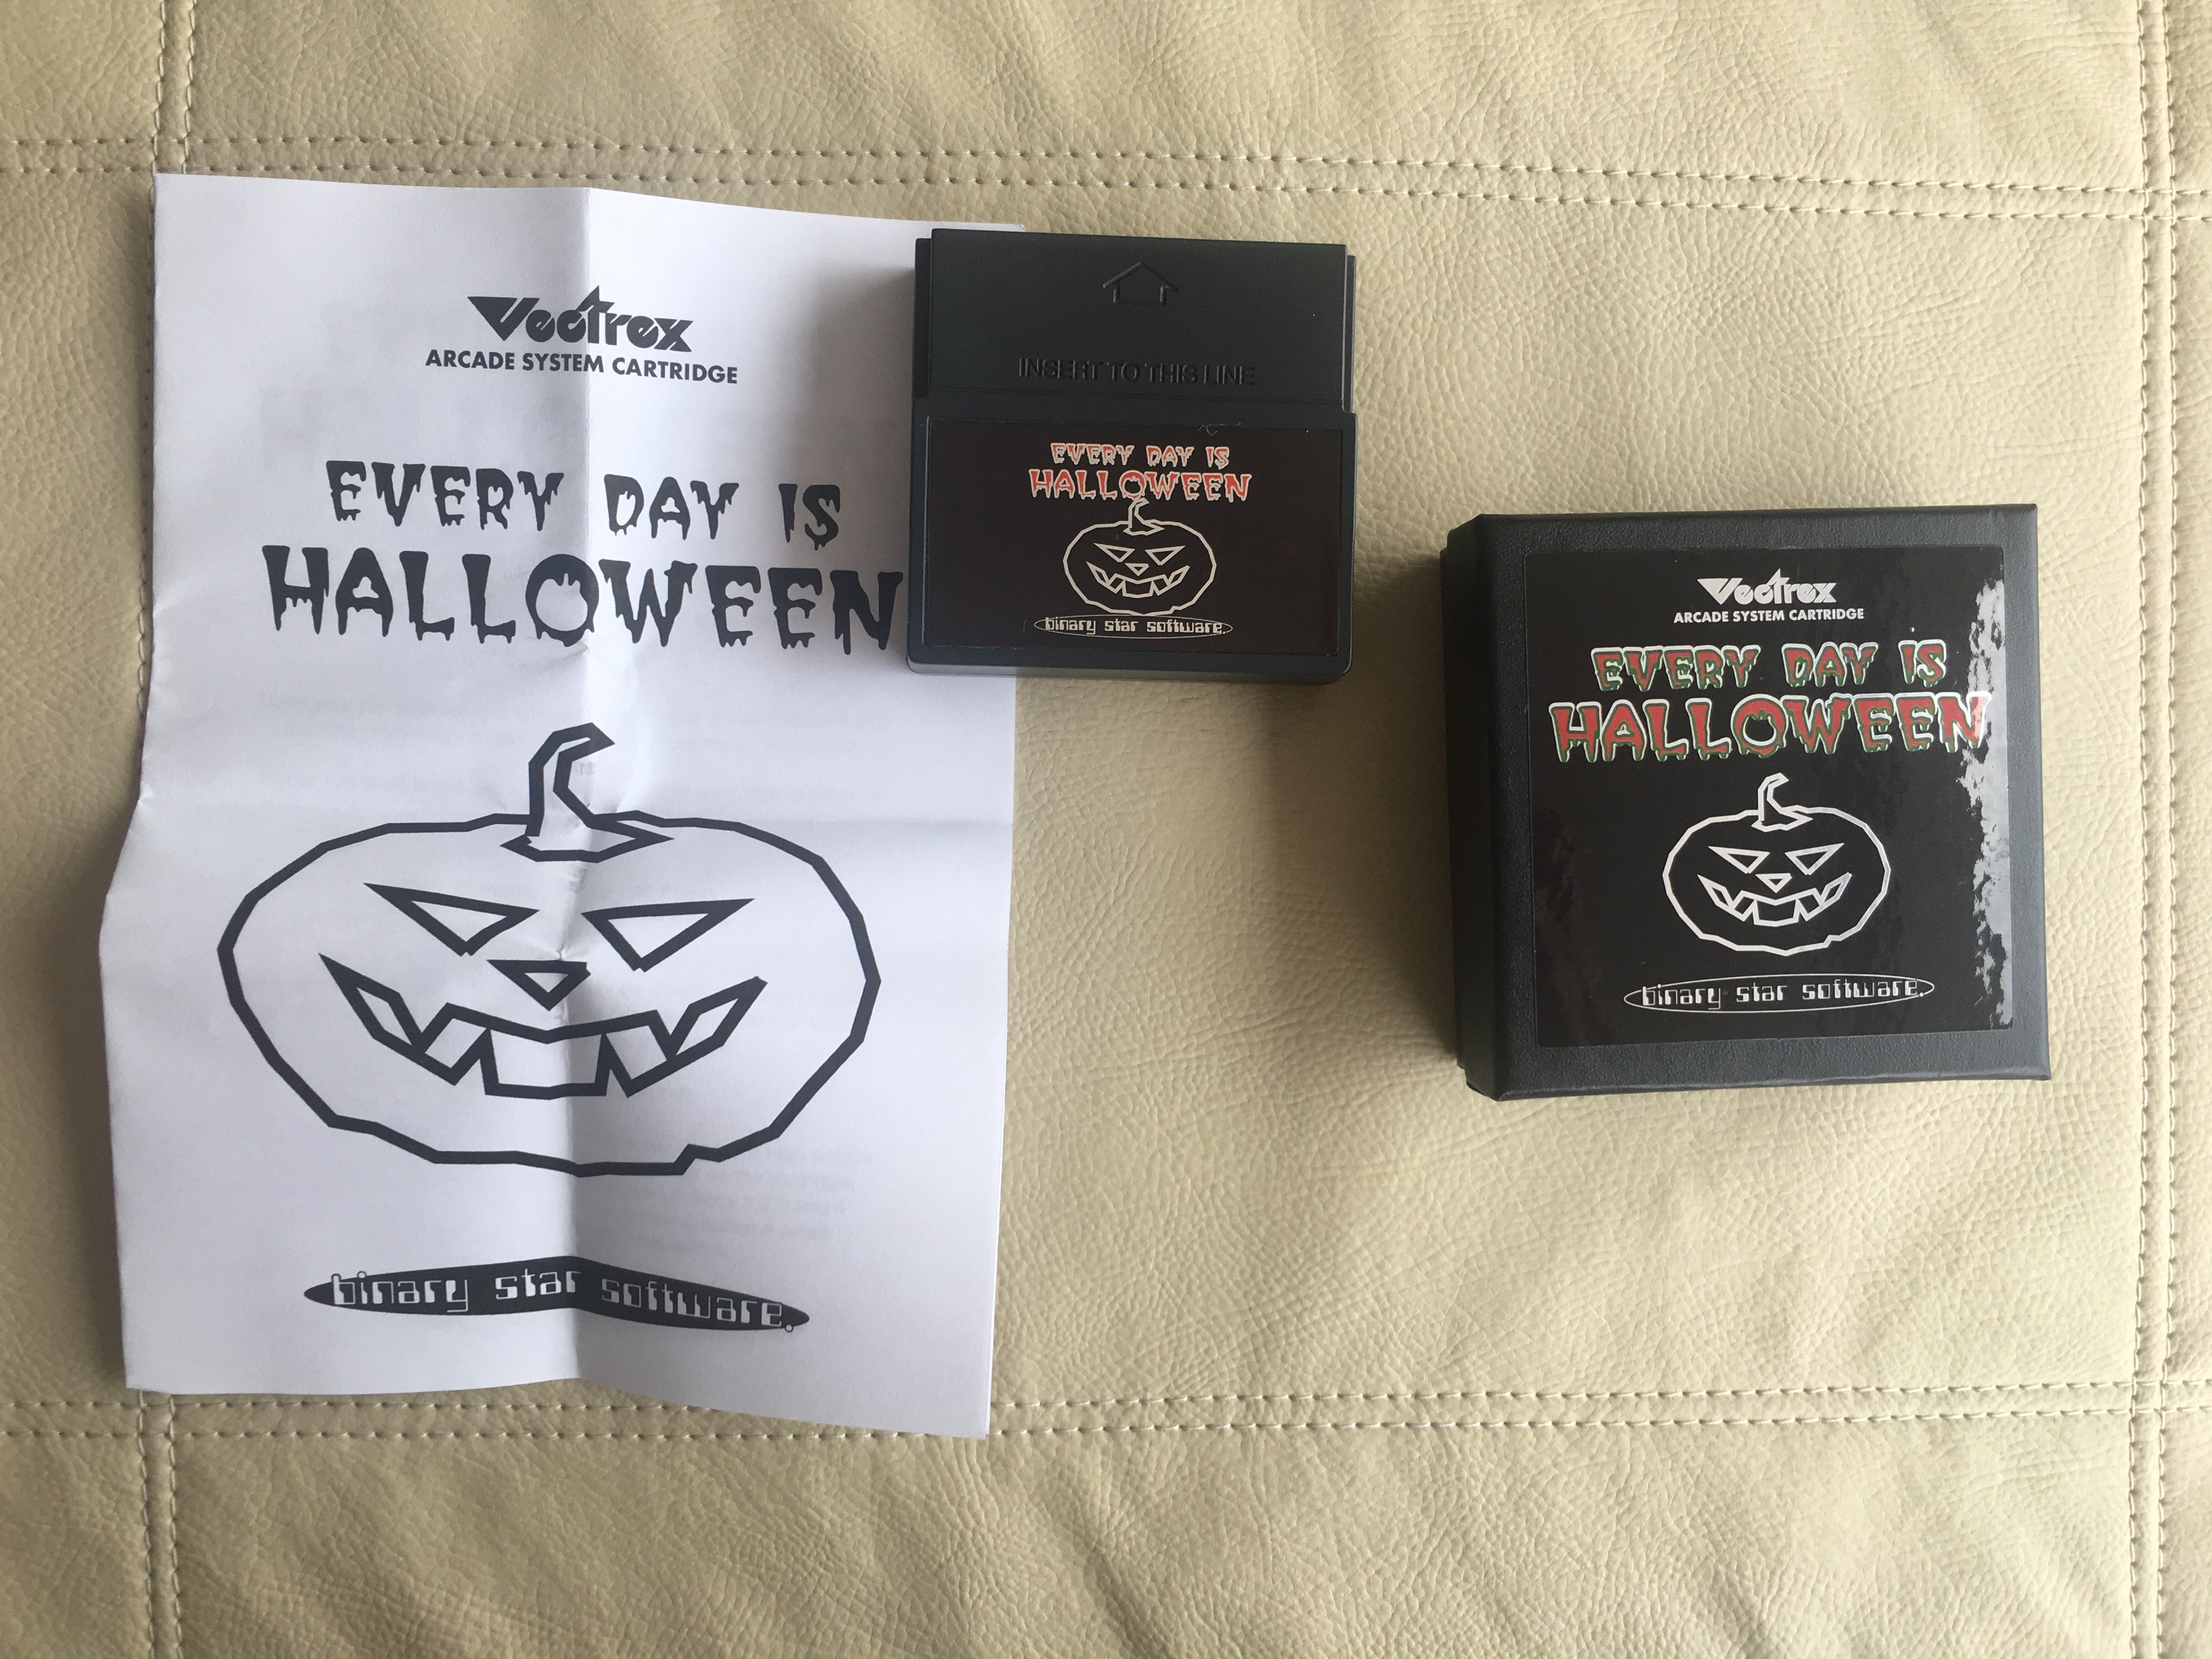 Vectrex
ARCADE SYSTEM CARTRIDGE
EVERY DAY IS
HALLOWEEN
binary star software.
INSERT TO THIS LINE
EVERY DAY IS
HALLOWEEN
binary star software.
Vectrex
ARCADE SYSTEM CARTRIDGE
EVERY DAY IS
HALLOWEEN
binary star software.